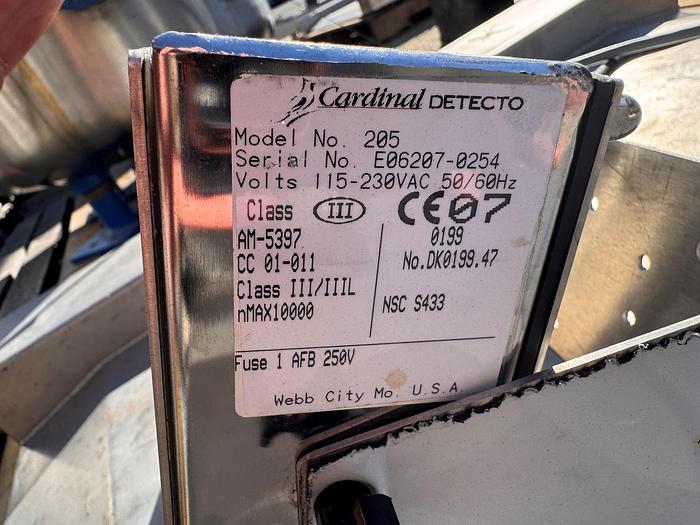 Cardinal DETECTO
Model No. 205
Serial No. E06207-0254
Volts 115-230VAC 50/60Hz
Class III CE07
AM-5397 0199
CC 01-011 No.DK0199.47
Class III/IIIL
nMAX10000 NSC S433
Fuse 1 AFB 250V
Webb City Mo. U.S.A.